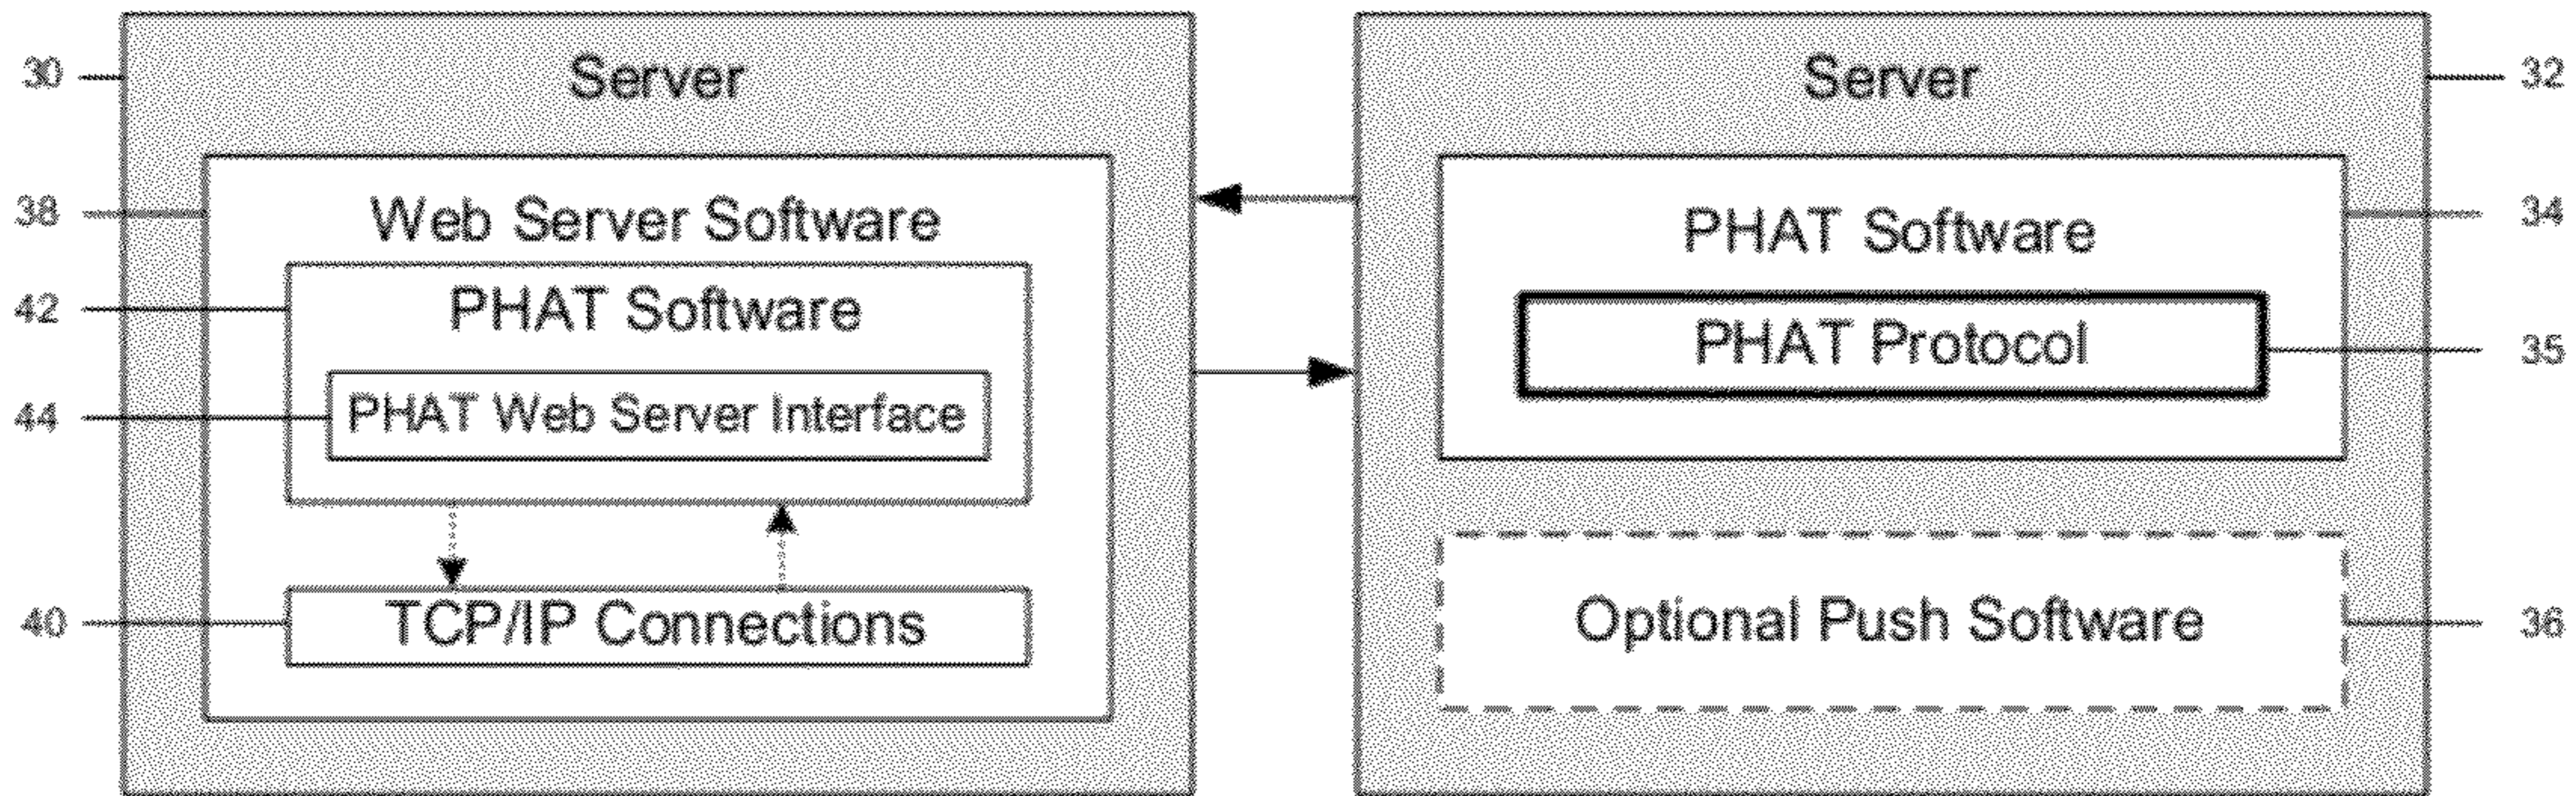 30
Server
38
Web Server Software
42
PHAT Software
44
PHAT Web Server Interface
40
TCP/IP Connections
Server
32
PHAT Software
34
PHAT Protocol
35
Optional Push Software
36